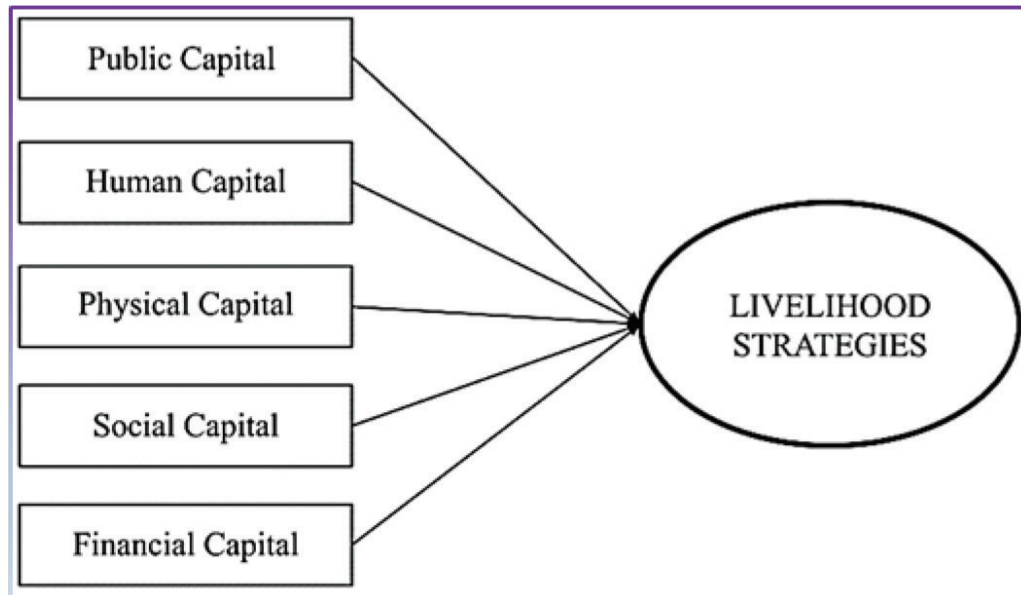 Public Capital
Human Capital
Physical Capital
Social Capital
Financial Capital
LIVELIHOOD
STRATEGIES